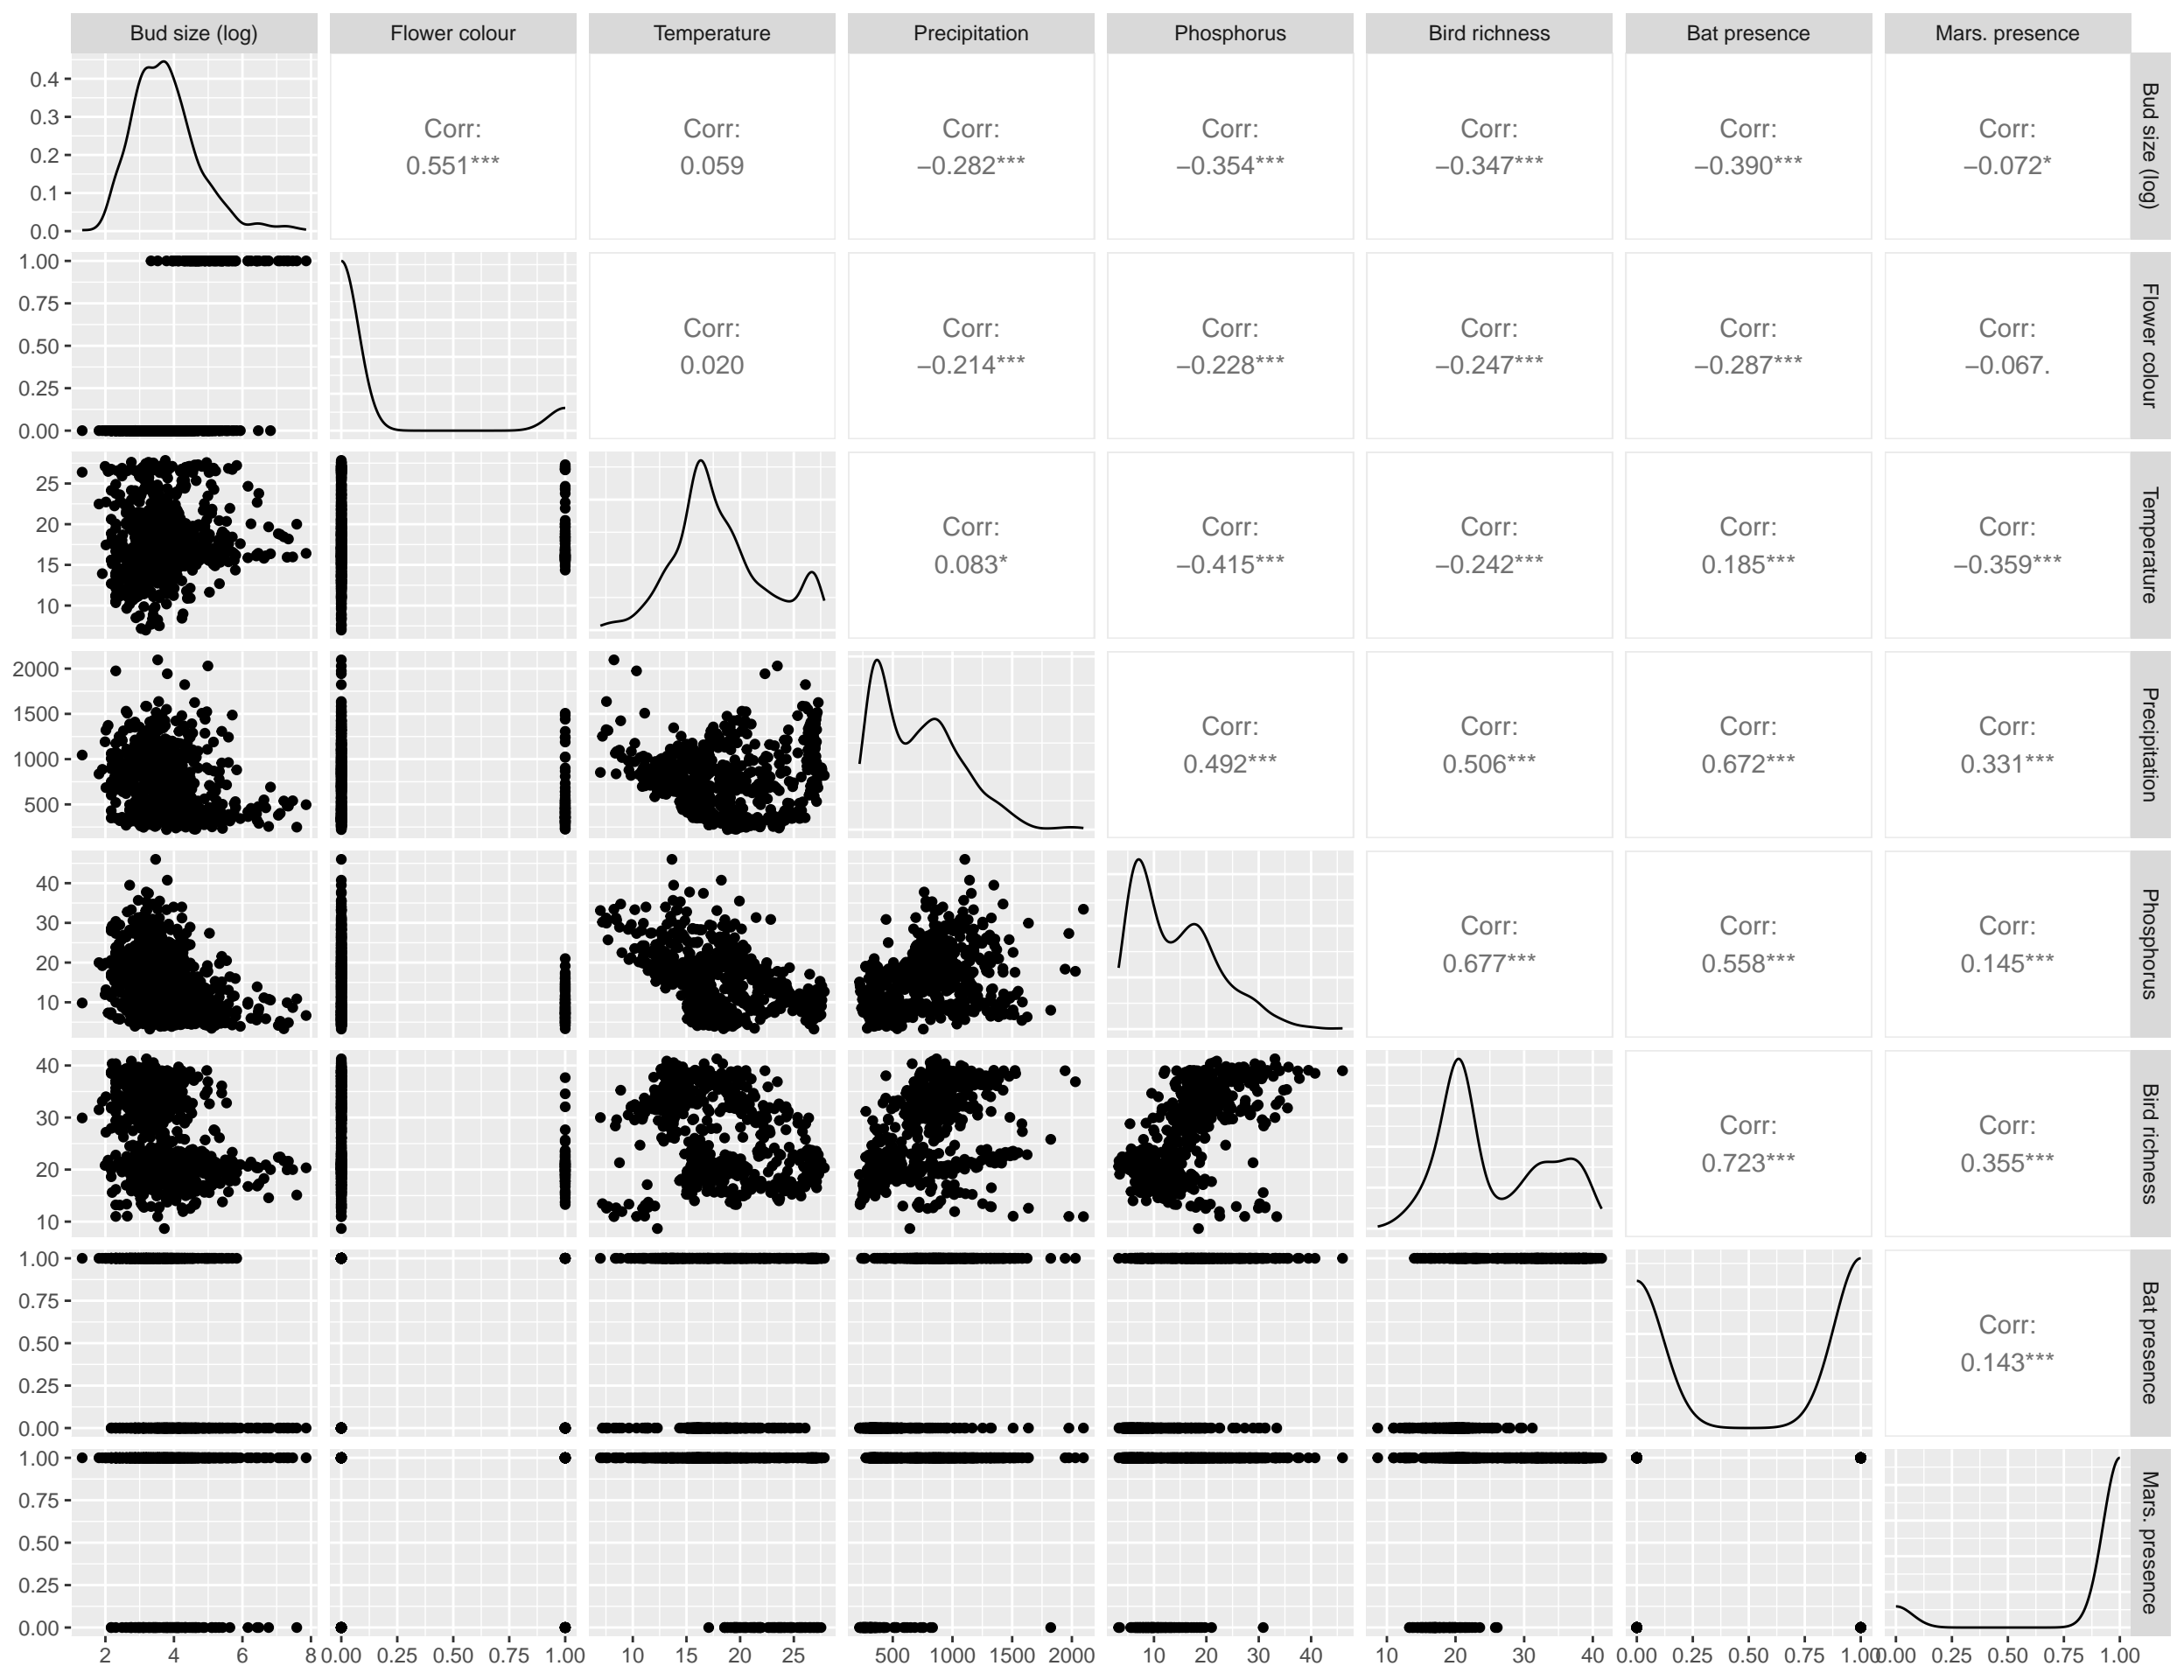 Bud size (log) Flower colour Temperature Precipitation Phosphorus Bird richness Bat presence Mars. presence
0.4
0.3
0.2
0.1
0.0
Corr: Corr: Corr: Corr: Corr: Corr: Corr:
0.551*** 0.059 −0.282*** −0.354*** −0.347*** −0.390*** −0.072*
Bud size (log)
1.00
0.75
0.50
0.25
0.00
Corr: Corr: Corr: Corr: Corr: Corr:
0.020 −0.214*** −0.228*** −0.247*** −0.287*** −0.067.
Flower colour
25
20
15
10
Corr: Corr: Corr: Corr: Corr:
0.083* −0.415*** −0.242*** 0.185*** −0.359***
Temperature
2000
1500
1000
500
Corr: Corr: Corr: Corr:
0.492*** 0.506*** 0.672*** 0.331***
Precipitation
40
30
20
10
Corr: Corr: Corr:
0.677*** 0.558*** 0.145***
Phosphorus
40
30
20
10
Corr: Corr:
0.723*** 0.355***
Bird richness
1.00
0.75
0.50
0.25
0.00
Corr:
0.143***
Bat presence
1.00
0.75
0.50
0.25
0.00
Mars. presence
2 4 6 8 0.00 0.25 0.50 0.75 1.00 10 15 20 25 500 1000 1500 2000 10 20 30 40 10 20 30 40 0.00 0.25 0.50 0.75 1.00 0.00 0.25 0.50 0.75 1.00